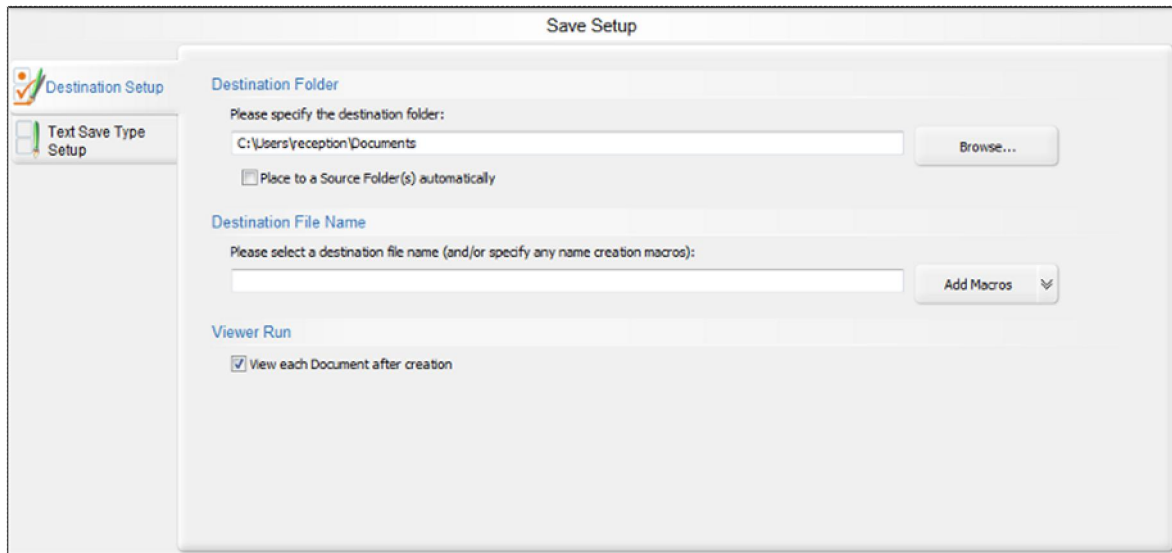 Save Setup
Destination Setup
Text Save Type
Setup
Destination Folder
Please specify the destination folder:
C:\Users\reception\Documents
Browse...
Place to a Source Folder(s) automatically
Destination File Name
Please select a destination file name (and/or specify any name creation macros):
Add Macros
Viewer Run
View each Document after creation